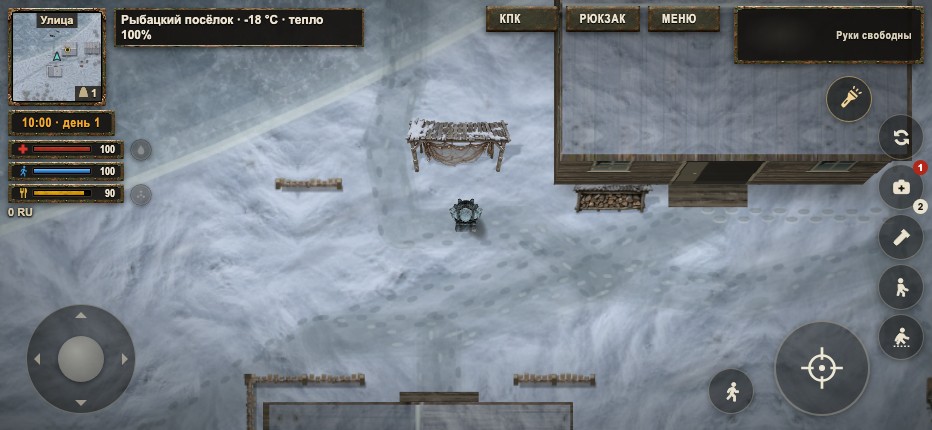 Улица
Рыбацкий посёлок · -18 °C · тепло
100%
КПК
РЮКЗАК
МЕНЮ
Руки свободны
1
10:00 · день 1
100
100
90
0 RU
1
2